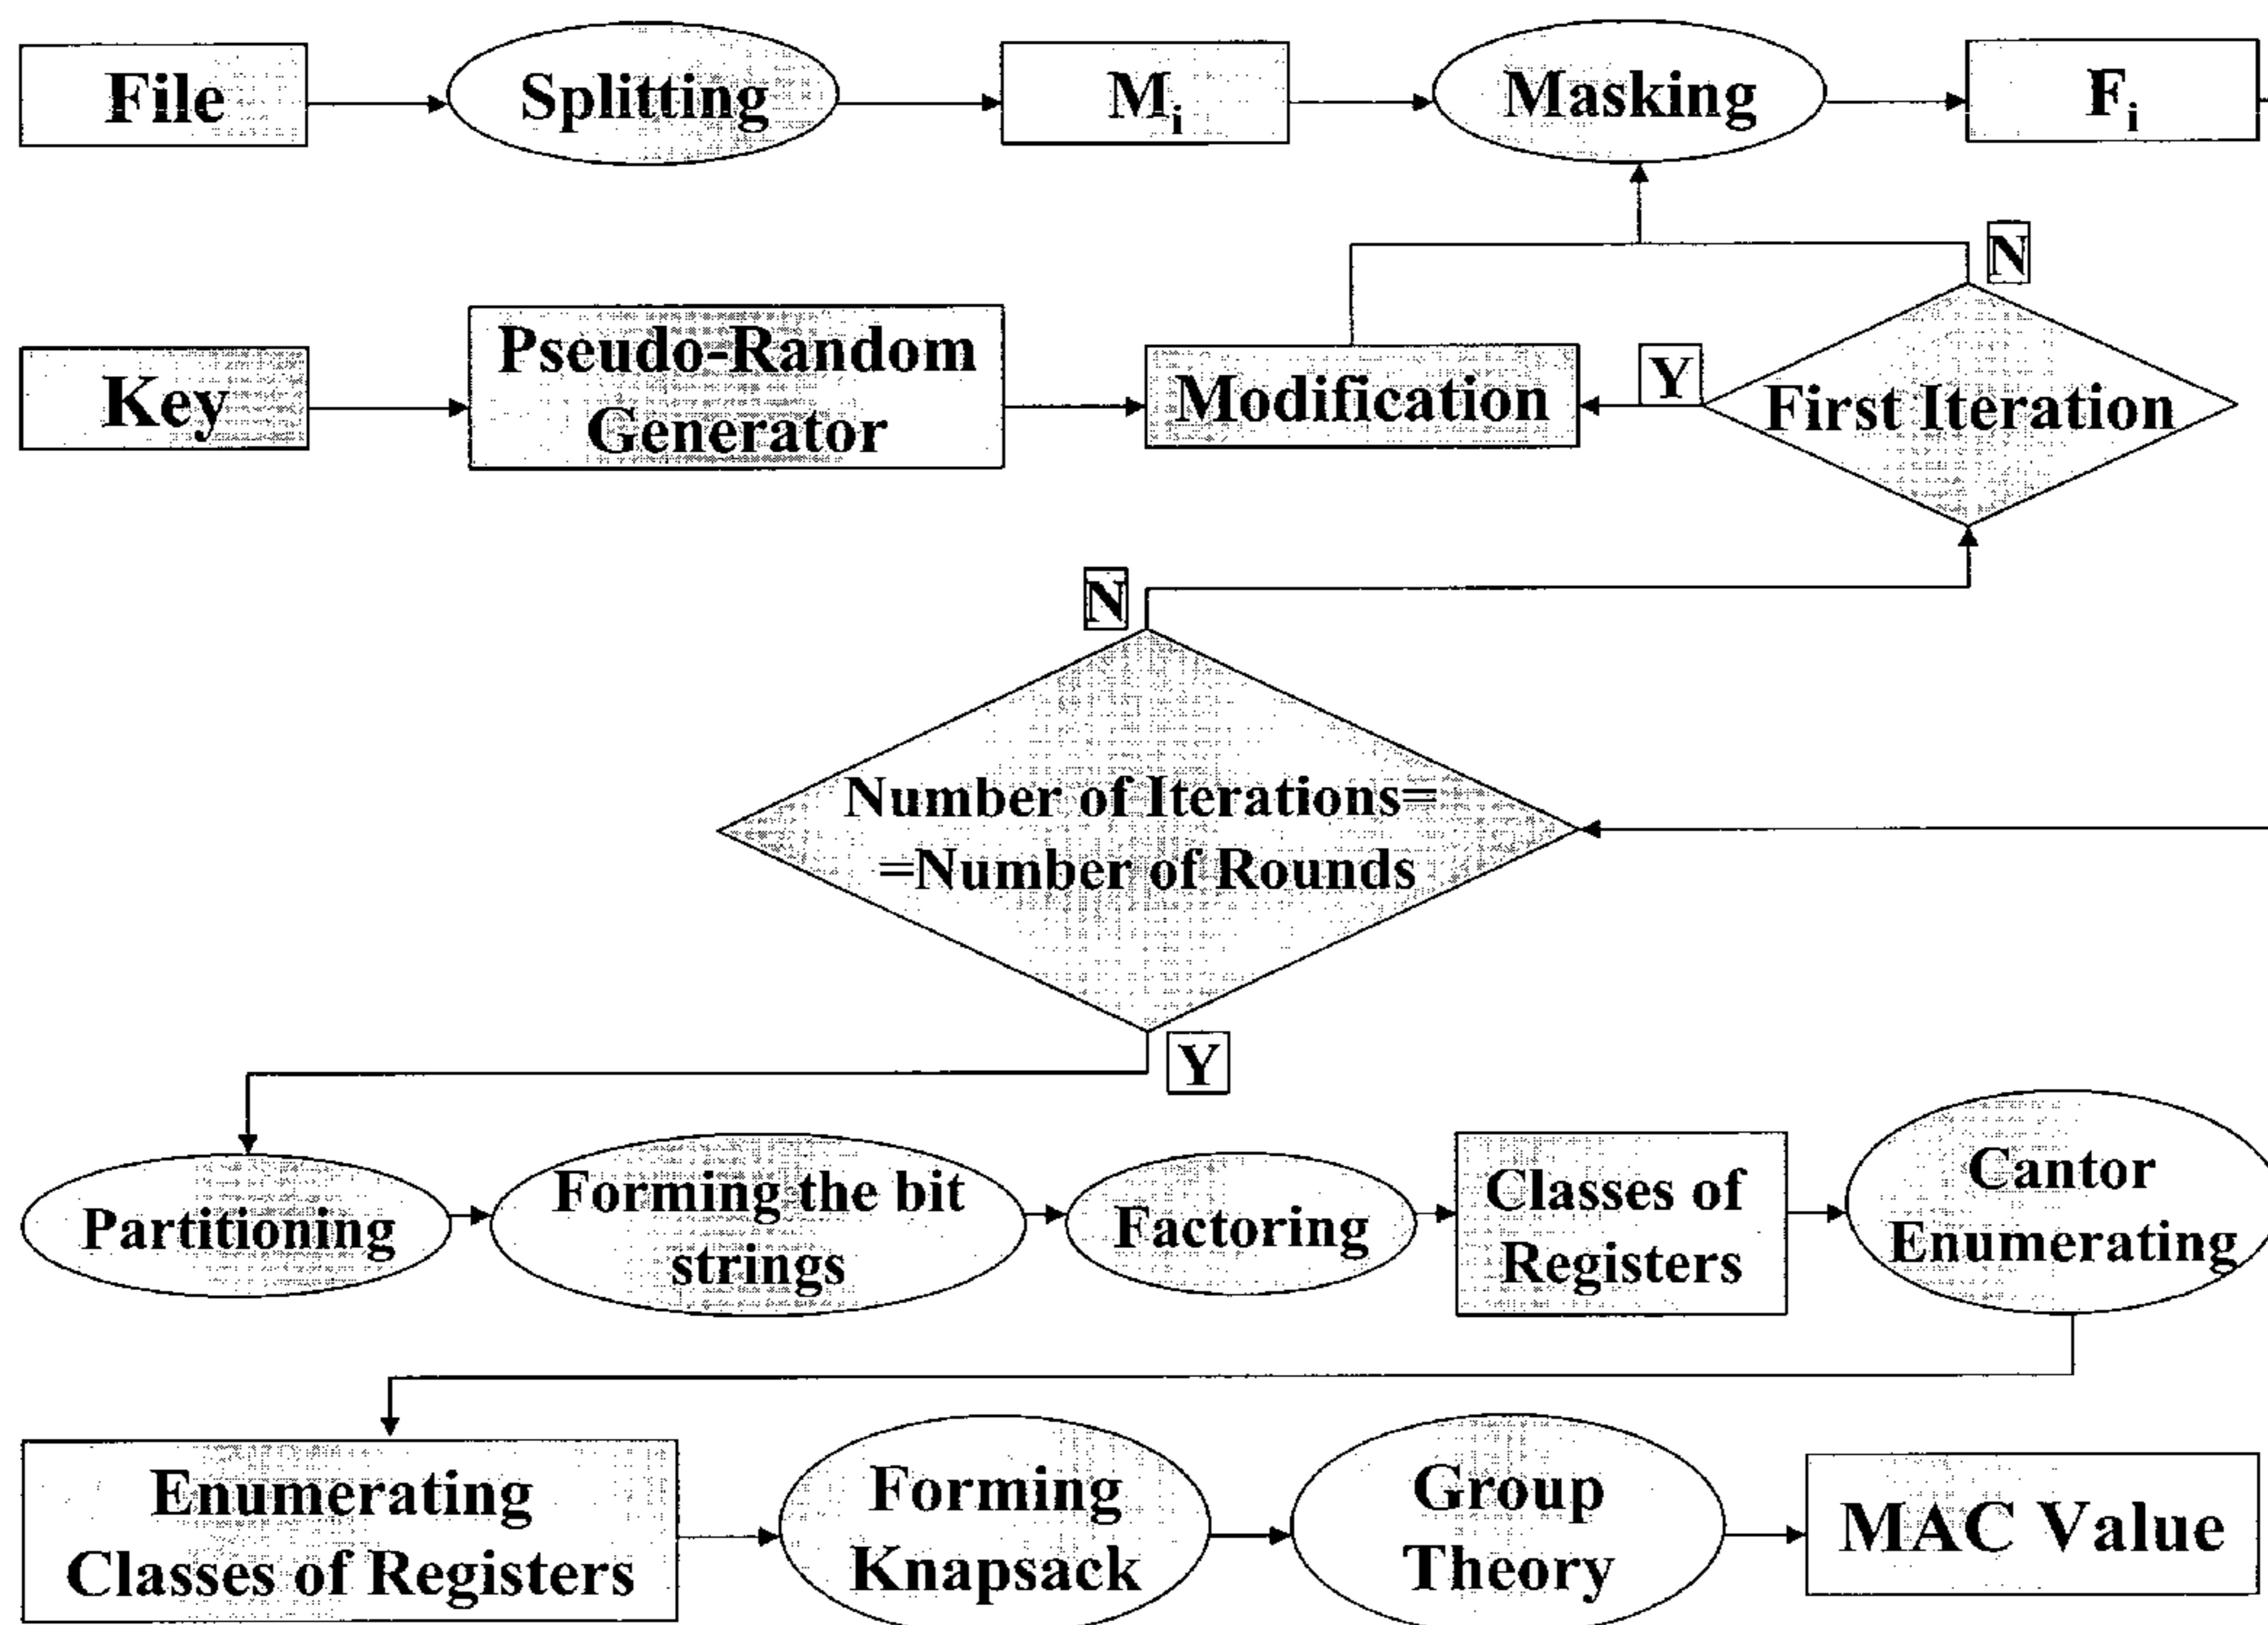 File
Splitting
Mi
Masking
Fi
N
Key
Pseudo-Random
Generator
Modification
Y
First Iteration
N
Number of Iterations=
=Number of Rounds
Y
Partitioning
Forming the bit
strings
Factoring
Classes of
Registers
Cantor
Enumerating
Enumerating
Classes of Registers
Forming
Knapsack
Group
Theory
MAC Value